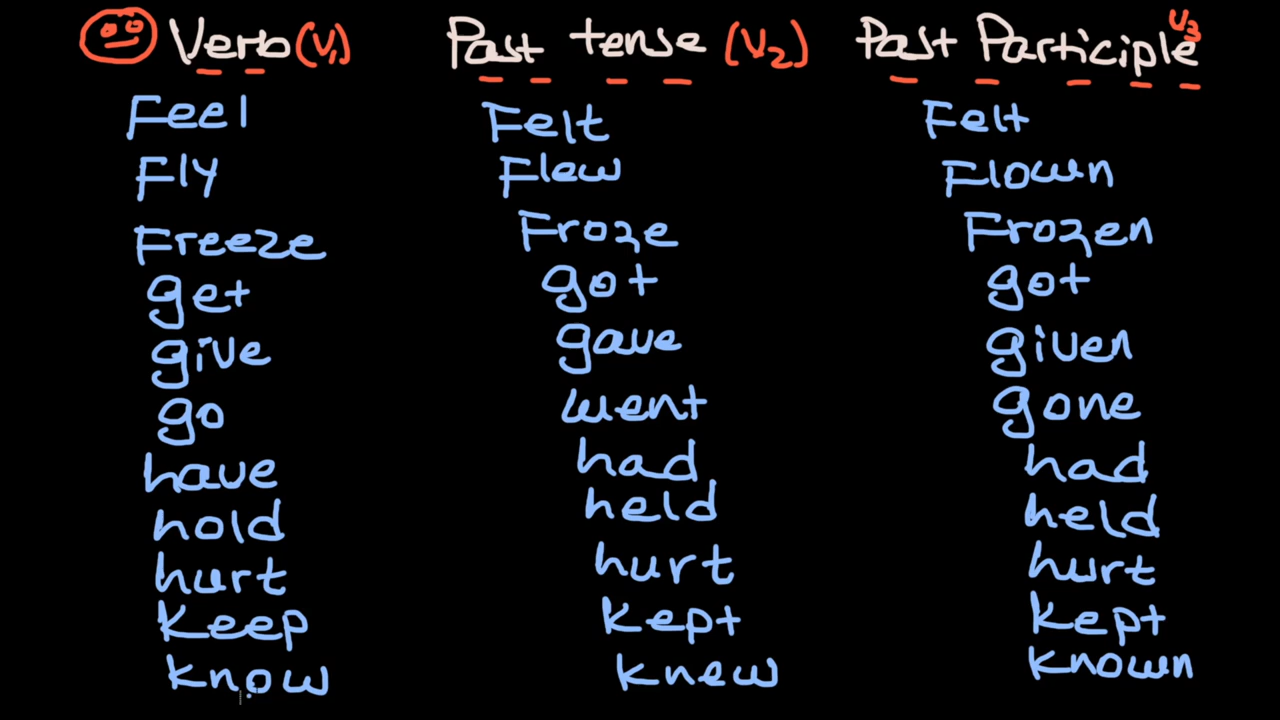 Verb (V1) Past tense (V2) Past Participle V3
Feel Felt Felt
Fly Flew Flown
Freeze Froze Frozen
get got got
give gave given
go went gone
have had had
hold held held
hurt hurt hurt
Keep kept kept
know knew known